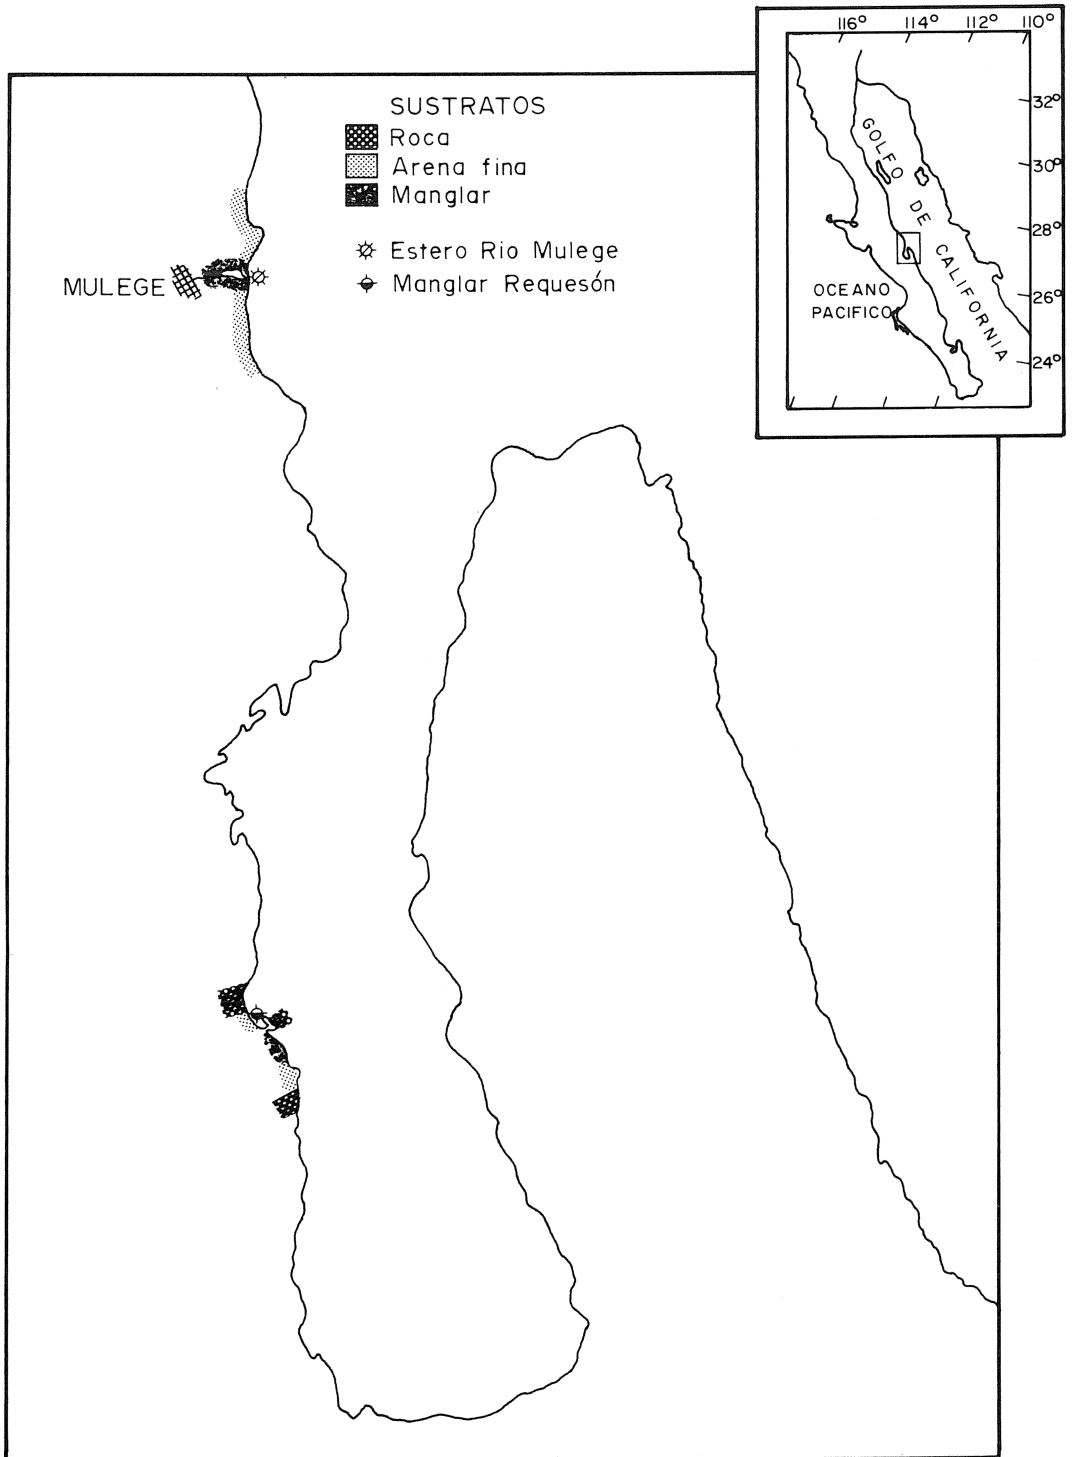 SUSTRATOS
Roca
Arena fina
Manglar
Estero Rio Mulege
Manglar Requesón
MULEGE
116° 114° 112° 110°
32°
30°
28°
26°
24°
GOLFO DE CALIFORNIA
OCEANO
PACIFICO